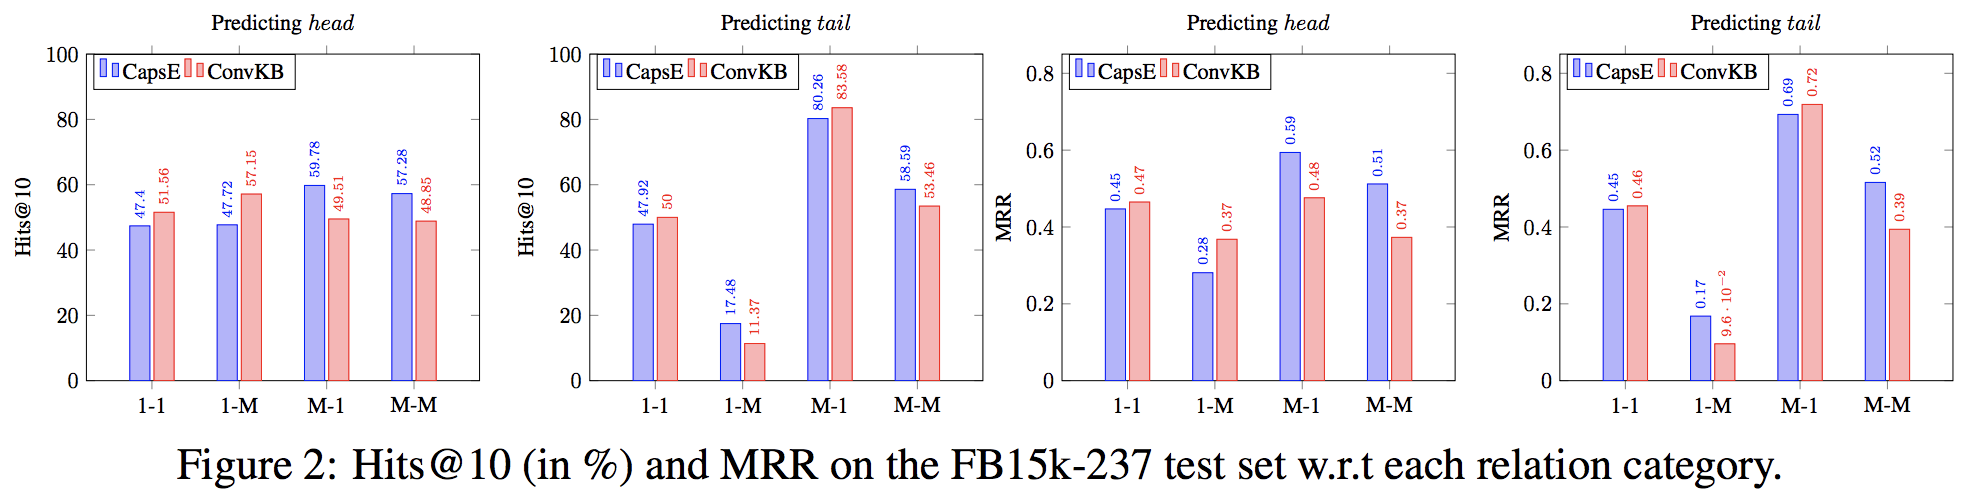 Predicting head
Hits@10
100
80
60
40
20
0
CapsE ConvKB
47.4 51.56 47.72 57.15 59.78 49.51 57.28 48.85
1-1 1-M M-1 M-M
Predicting tail
Hits@10
100
80
60
40
20
0
CapsE ConvKB
47.92 50 17.48 11.37 80.26 83.58 58.59 53.46
1-1 1-M M-1 M-M
Predicting head
MRR
0.8
0.6
0.4
0.2
0
CapsE ConvKB
0.45 0.47 0.28 0.37 0.59 0.48 0.51 0.37
1-1 1-M M-1 M-M
Predicting tail
MRR
0.8
0.6
0.4
0.2
0
CapsE ConvKB
0.45 0.46 0.17 9.6 · 10⁻² 0.69 0.72 0.52 0.39
1-1 1-M M-1 M-M
Figure 2: Hits@10 (in %) and MRR on the FB15k-237 test set w.r.t each relation category.